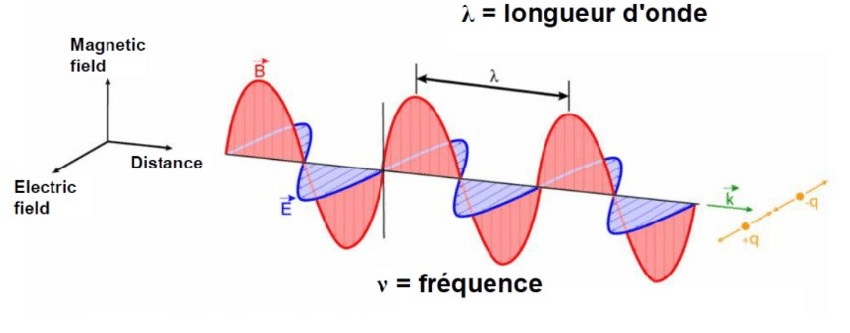 λ = longueur d'onde
Magnetic
field
B
λ
Distance
Electric
field
E
k
-q
+q
ν = fréquence